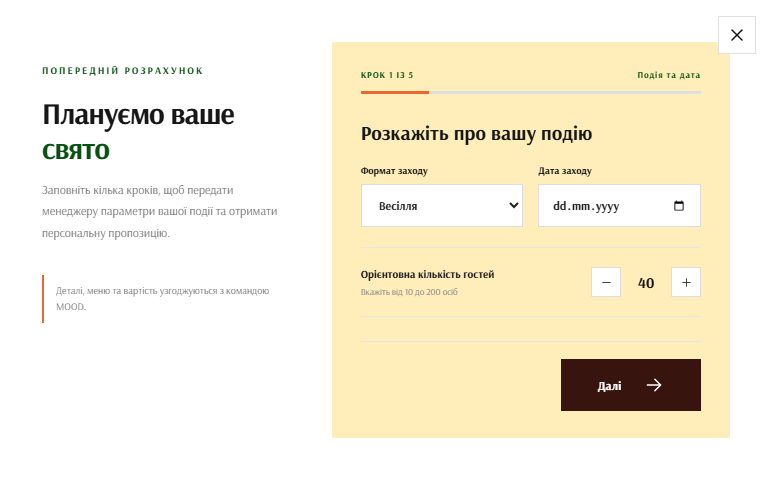 ПОПЕРЕДНІЙ РОЗРАХУНОК
Плануємо ваше
свято
Заповніть кілька кроків, щоб передати
менеджеру параметри вашої події та отримати
персональну пропозицію.
Деталі, меню та вартість узгоджуються з командою
MOOD.
КРОК 1 ІЗ 5
Подія та дата
Розкажіть про вашу подію
Формат заходу
Дата заходу
Весілля
dd.mm.yyyy
Орієнтовна кількість гостей
Вкажіть від 10 до 200 осіб
− 40 +
Далі